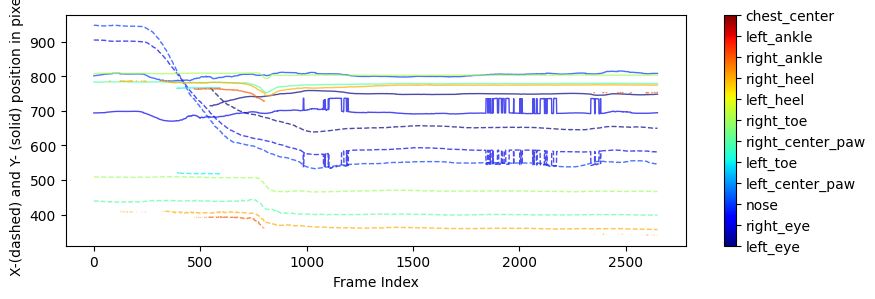 X-(dashed) and Y- (solid) position in pixe
900
800
700
600
500
400
0
500
1000
1500
2000
2500
Frame Index
chest_center
left_ankle
right_ankle
right_heel
left_heel
right_toe
right_center_paw
left_toe
left_center_paw
nose
right_eye
left_eye